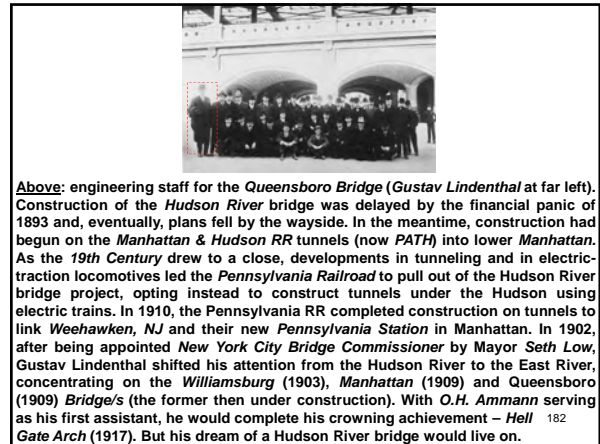 Above: engineering staff for the Queensboro Bridge (Gustav Lindenthal at far left).
Construction of the Hudson River bridge was delayed by the financial panic of
1893 and, eventually, plans fell by the wayside. In the meantime, construction had
begun on the Manhattan & Hudson RR tunnels (now PATH) into lower Manhattan.
As the 19th Century drew to a close, developments in tunneling and in electric-
traction locomotives led the Pennsylvania Railroad to pull out of the Hudson River
bridge project, opting instead to construct tunnels under the Hudson using
electric trains. In 1910, the Pennsylvania RR completed construction on tunnels to
link Weehawken, NJ and their new Pennsylvania Station in Manhattan. In 1902,
after being appointed New York City Bridge Commissioner by Mayor Seth Low,
Gustav Lindenthal shifted his attention from the Hudson River to the East River,
concentrating on the Williamsburg (1903), Manhattan (1909) and Queensboro
(1909) Bridge/s (the former then under construction). With O.H. Ammann serving
as his first assistant, he would complete his crowning achievement – Hell
Gate Arch (1917). But his dream of a Hudson River bridge would live on.
182